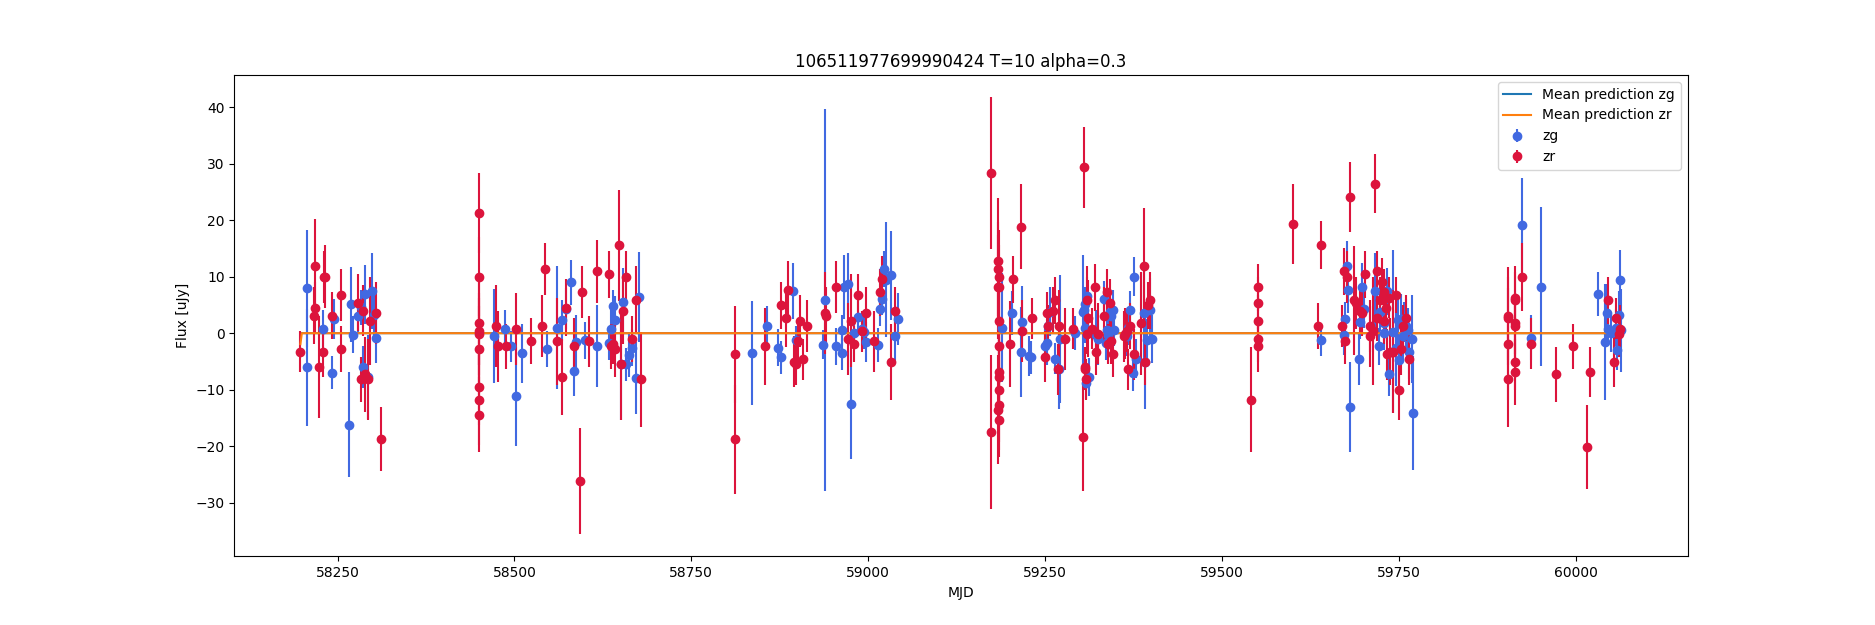 106511977699990424 T=10 alpha=0.3
Flux [uJy]
40
30
20
10
0
−10
−20
−30
58250
58500
58750
59000
59250
59500
59750
60000
MJD
Mean prediction zg
Mean prediction zr
zg
zr